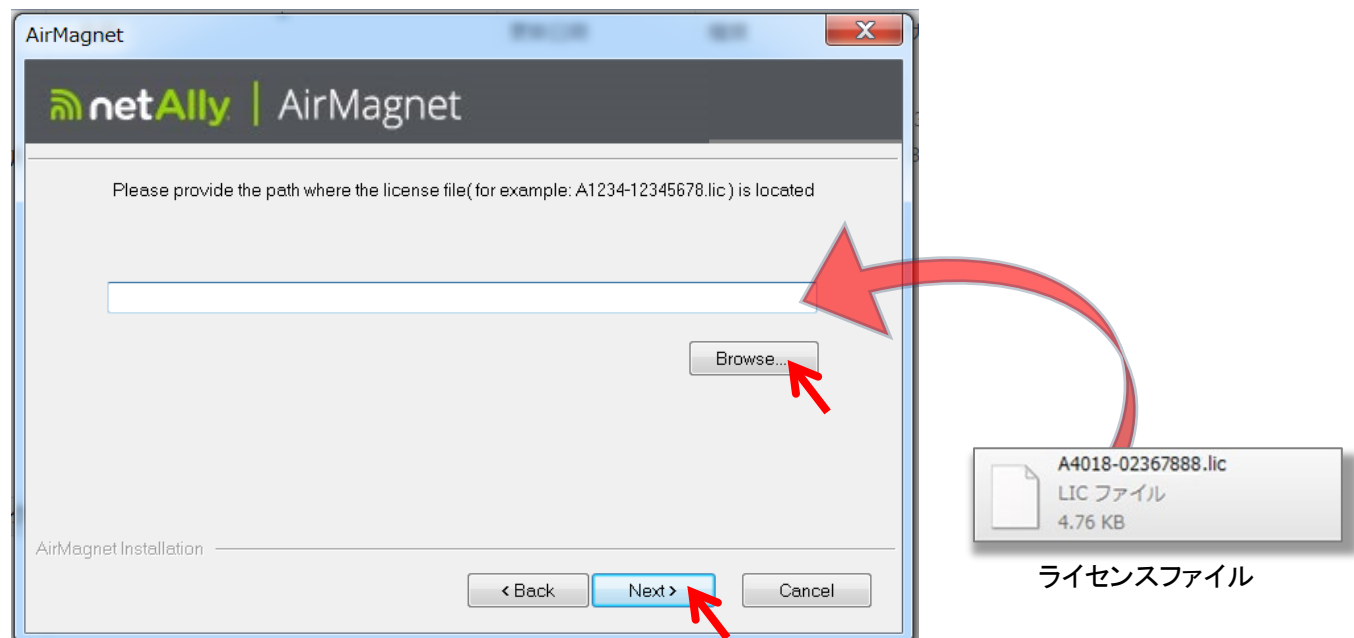 AirMagnet
netAlly | AirMagnet
Please provide the path where the license file( for example: A1234-12345678.lic ) is located
Browse...
A4018-02367888.lic
LIC ファイル
4.76 KB
ライセンスファイル
AirMagnet Installation
< Back
Next >
Cancel